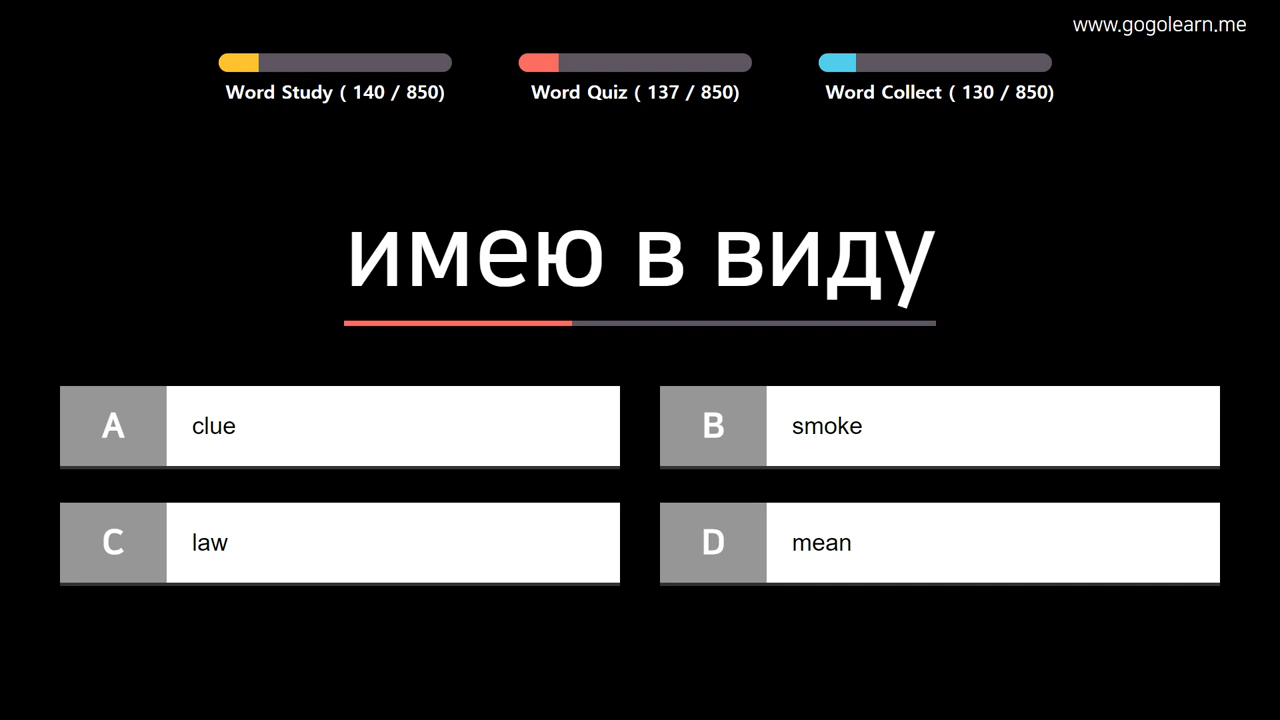 www.gogolearn.me
Word Study ( 140 / 850)
Word Quiz ( 137 / 850)
Word Collect ( 130 / 850)
имею в виду
A clue
B smoke
C law
D mean